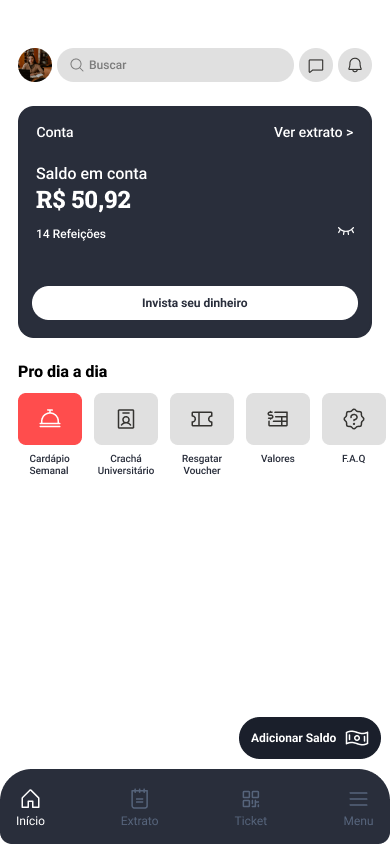 Buscar
Conta
Ver extrato >
Saldo em conta
R$ 50,92
14 Refeições
Invista seu dinheiro
Pro dia a dia
Cardápio
Semanal
Crachá
Universitário
Resgatar
Voucher
Valores
F.A.Q
Adicionar Saldo
Início
Extrato
Ticket
Menu